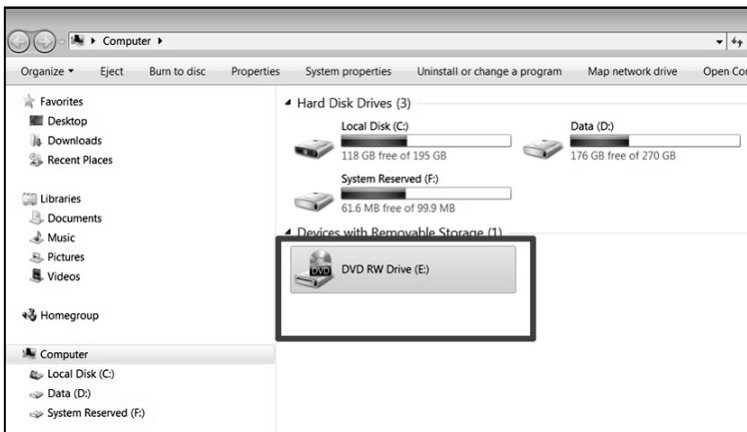 Computer
Organize Eject Burn to disc Properties System properties Uninstall or change a program Map network drive Open Co
Favorites
Desktop
Downloads
Recent Places
Libraries
Documents
Music
Pictures
Videos
Homegroup
Computer
Local Disk (C:)
Data (D:)
System Reserved (F:)
Hard Disk Drives (3)
Local Disk (C:)
118 GB free of 195 GB
Data (D:)
176 GB free of 270 GB
System Reserved (F:)
61.6 MB free of 99.9 MB
Devices with Removable Storage (1)
DVD
DVD RW Drive (E:)